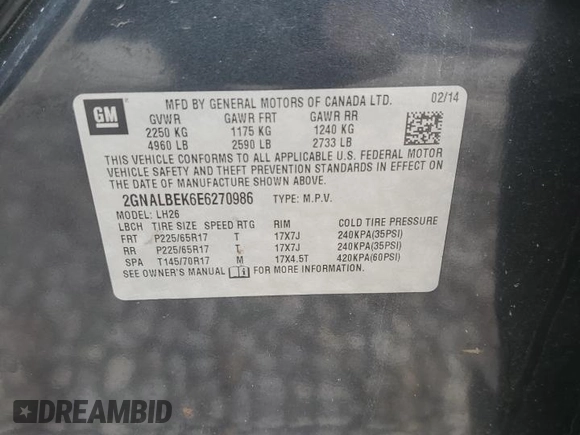 GM
MFD BY GENERAL MOTORS OF CANADA LTD. 02/14
GVWR GAWR FRT GAWR RR
2250 KG 1175 KG 1240 KG
4960 LB 2590 LB 2733 LB
THIS VEHICLE CONFORMS TO ALL APPLICABLE U.S. FEDERAL MOTOR
VEHICLE SAFETY AND THEFT PREVENTION STANDARDS IN EFFECT ON
THE DATE OF MANUFACTURE SHOWN ABOVE.
2GNALBEK6E6270986 TYPE: M.P.V.
MODEL: LH26
LBCH TIRE SIZE SPEED RTG RIM COLD TIRE PRESSURE
FRT P225/65R17 T 17X7J 240KPA(35PSI)
RR P225/65R17 T 17X7J 240KPA(35PSI)
SPA T145/70R17 M 17X4.5T 420KPA(60PSI)
SEE OWNER'S MANUAL FOR MORE INFORMATION.
DREAMBID